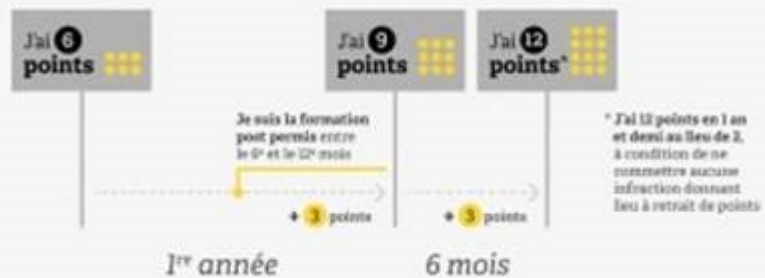 J'ai 6
points
J'ai 9
points
J'ai 12
points*
Je suis la formation
post permis entre
le 6e et le 12e mois
* J'ai 12 points en 1 an
et demi au lieu de 2,
à condition de ne
commettre aucune
infraction donnant
lieu à retrait de points
+ 3 points
+ 3 points
1re année
6 mois